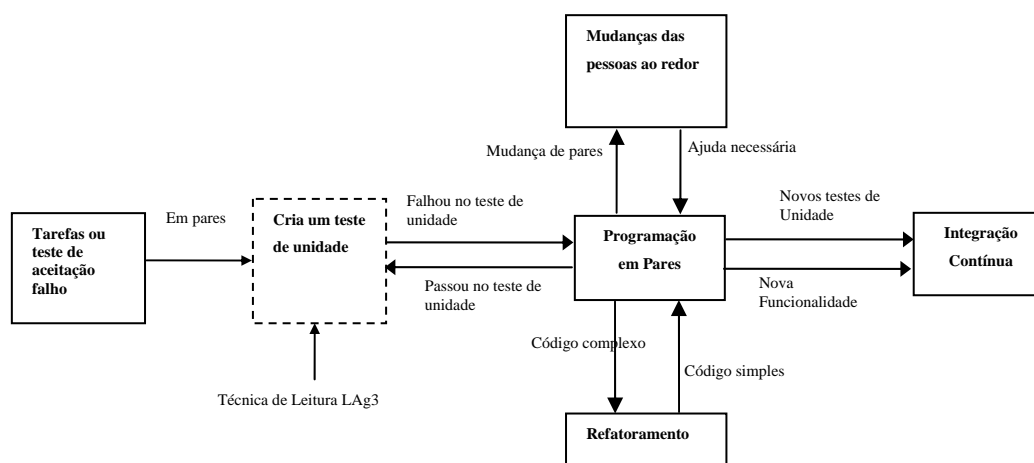 Mudanças das
pessoas ao redor
Mudança de pares
Ajuda necessária
Tarefas ou
teste de
aceitação
falho
Em pares
Cria um teste
de unidade
Falhou no teste de
unidade
Passou no teste de
unidade
Programação
em Pares
Novos testes de
Unidade
Nova
Funcionalidade
Integração
Contínua
Código complexo
Código simples
Técnica de Leitura LAg3
Refatoramento